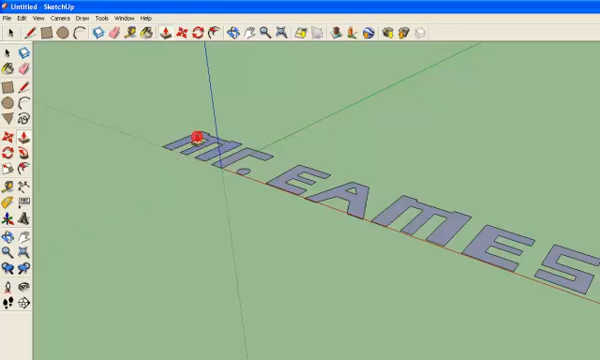 Untitled - SketchUp
File Edit View Camera Draw Tools Window Help
Mr. EAMES